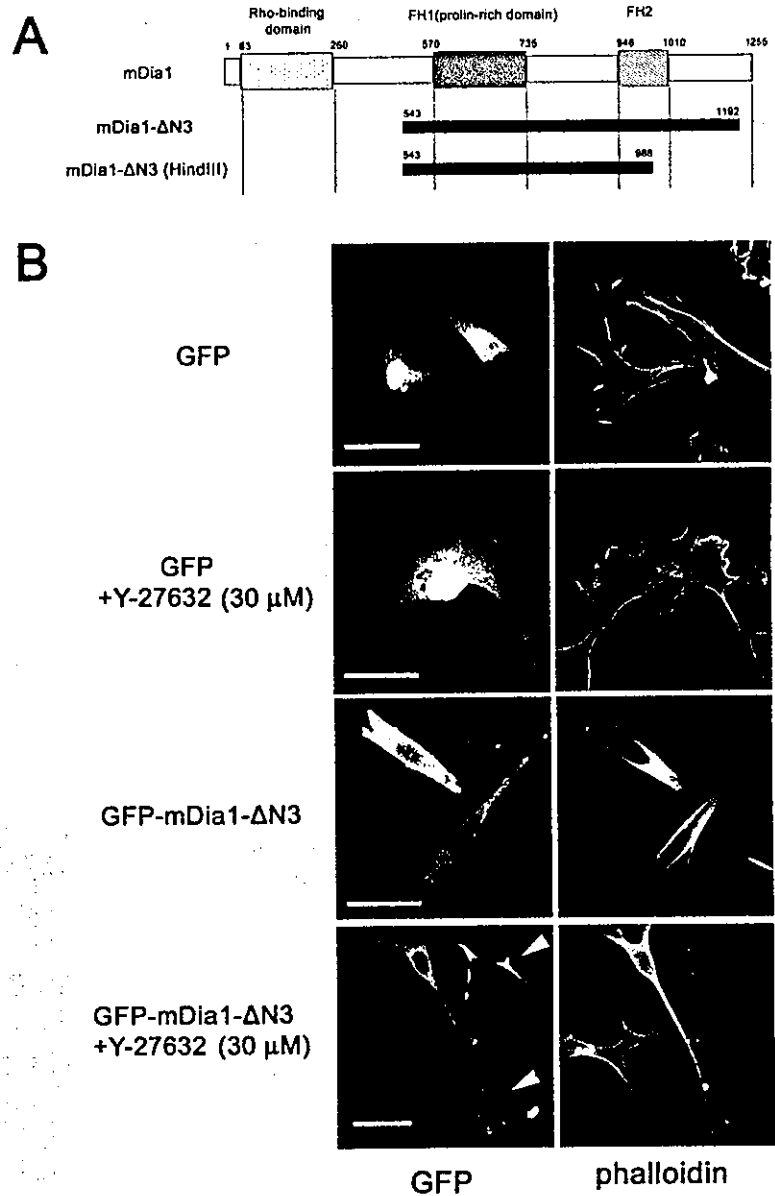 A
Rho-binding
domain
FH1(prolin-rich domain)
FH2
1 63 260 570 735 946 1010 1255
mDia1
543 1192
mDia1-ΔN3
543 988
mDia1-ΔN3 (HindIII)
B
GFP
GFP
+Y-27632 (30 μM)
GFP-mDia1-ΔN3
GFP-mDia1-ΔN3
+Y-27632 (30 μM)
GFP phalloidin